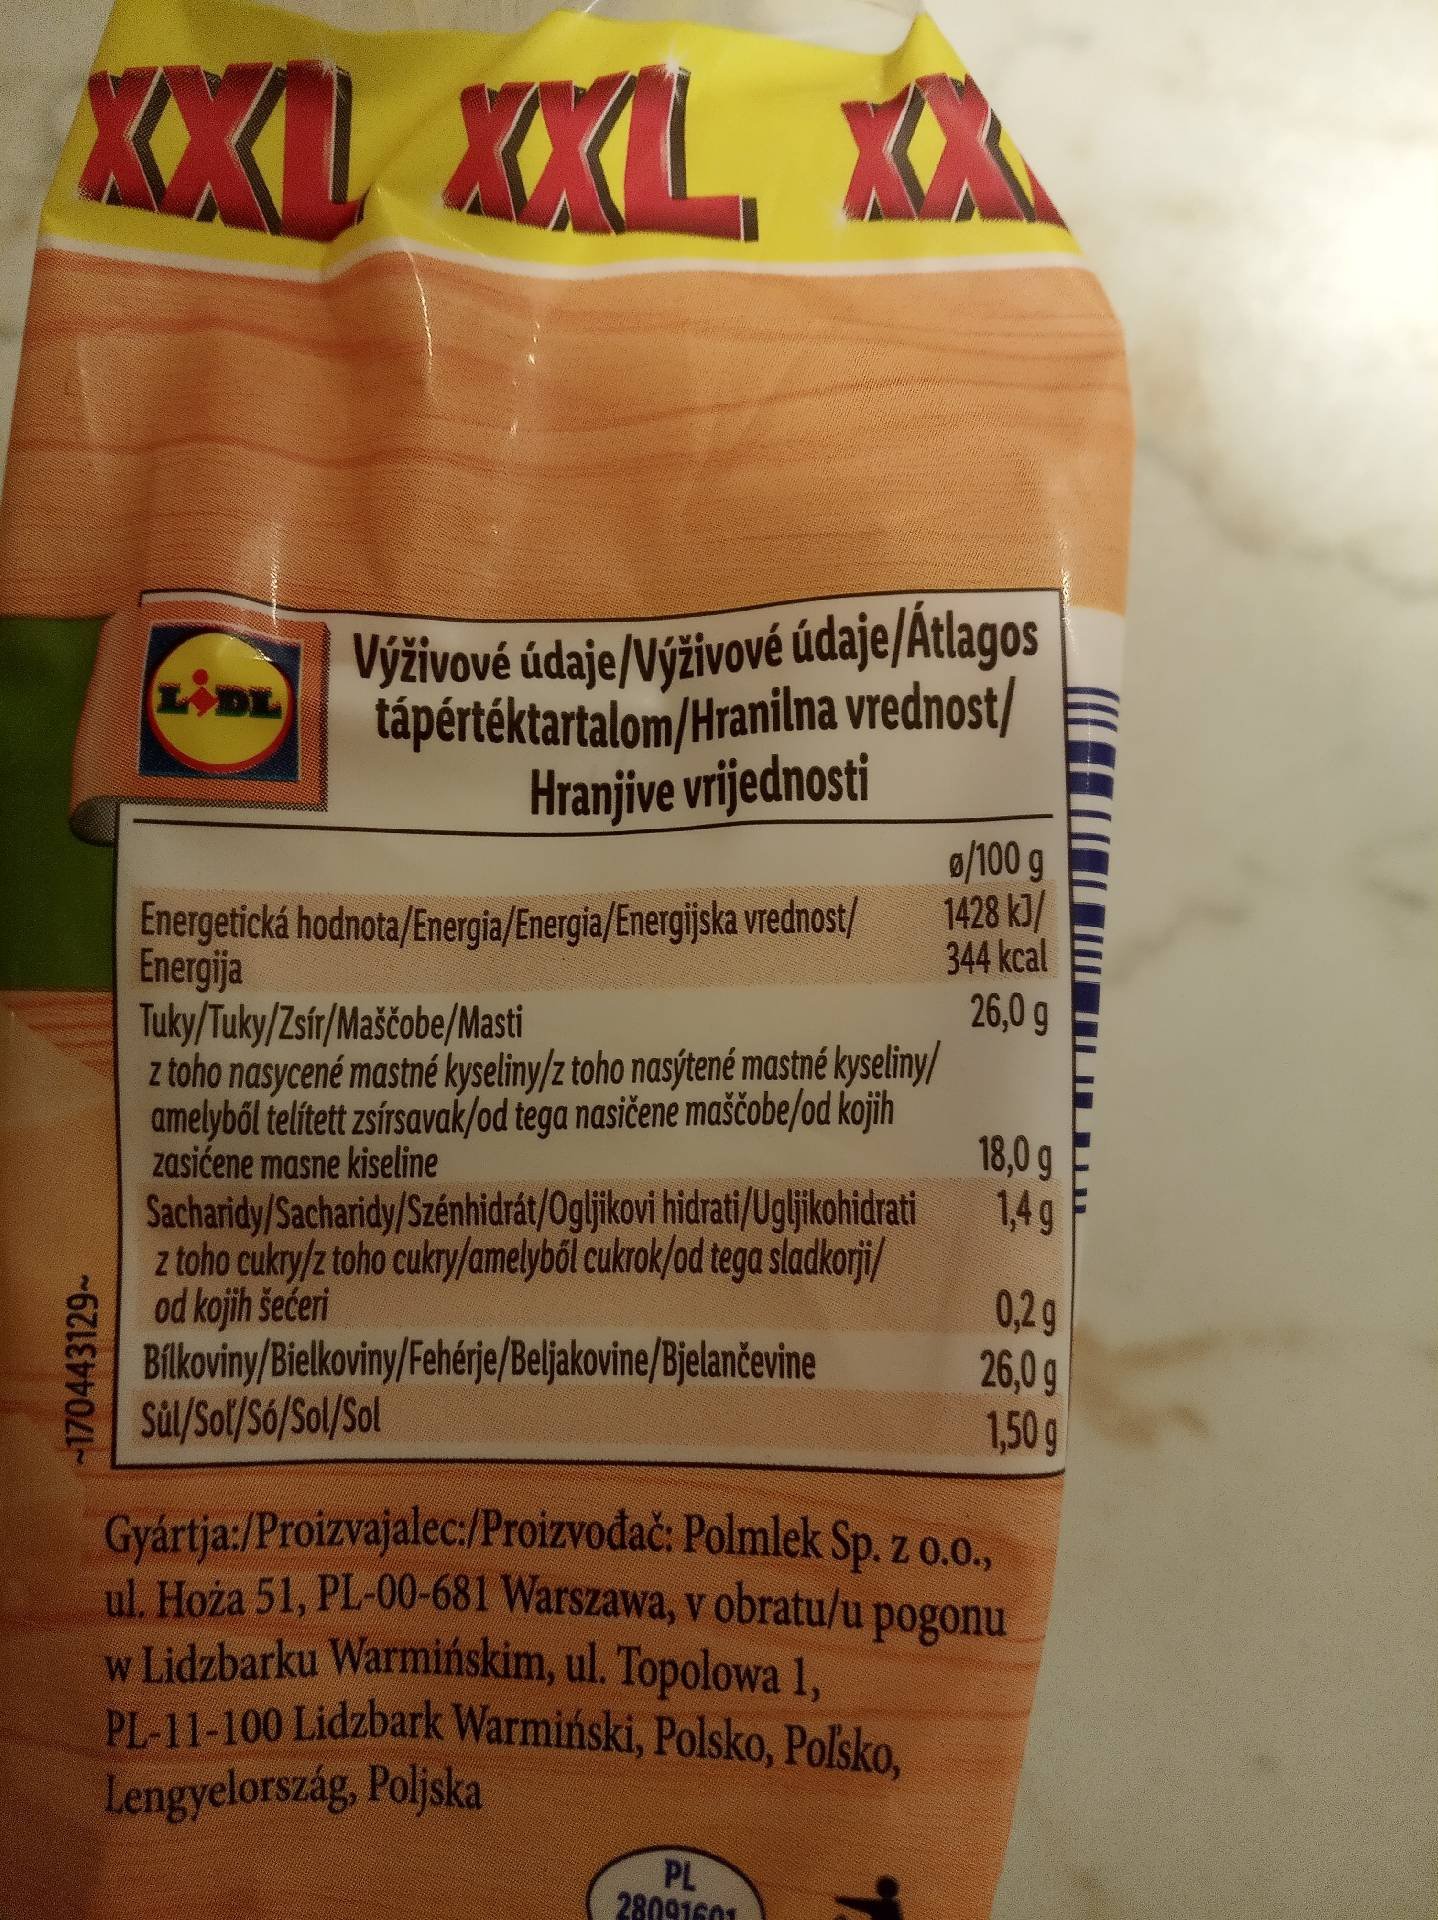 XXL XXL XX
LIDL
Výživové údaje/Výživové údaje/Átlagos
tápértéktartalom/Hranilna vrednost/
Hranjive vrijednosti
ø/100 g
Energetická hodnota/Energia/Energia/Energijska vrednost/ 1428 kJ/
Energija 344 kcal
Tuky/Tuky/Zsír/Maščobe/Masti 26,0 g
z toho nasycené mastné kyseliny/z toho nasýtené mastné kyseliny/
amelyből telített zsírsavak/od tega nasičene maščobe/od kojih
zasićene masne kiseline 18,0 g
Sacharidy/Sacharidy/Szénhidrát/Ogljikovi hidrati/Ugljikohidrati 1,4 g
z toho cukry/z toho cukry/amelyből cukrok/od tega sladkorji/
od kojih šećeri 0,2 g
Bílkoviny/Bielkoviny/Fehérje/Beljakovine/Bjelančevine 26,0 g
Sůl/Soľ/Só/Sol/Sol 1,50 g
~170443129~
Gyártja:/Proizvajalec:/Proizvođač: Polmlek Sp. z o.o.,
ul. Hoża 51, PL-00-681 Warszawa, v obratu/u pogonu
w Lidzbarku Warmińskim, ul. Topolowa 1,
PL-11-100 Lidzbark Warmiński, Polsko, Poľsko,
Lengyelország, Poljska
PL
28091601